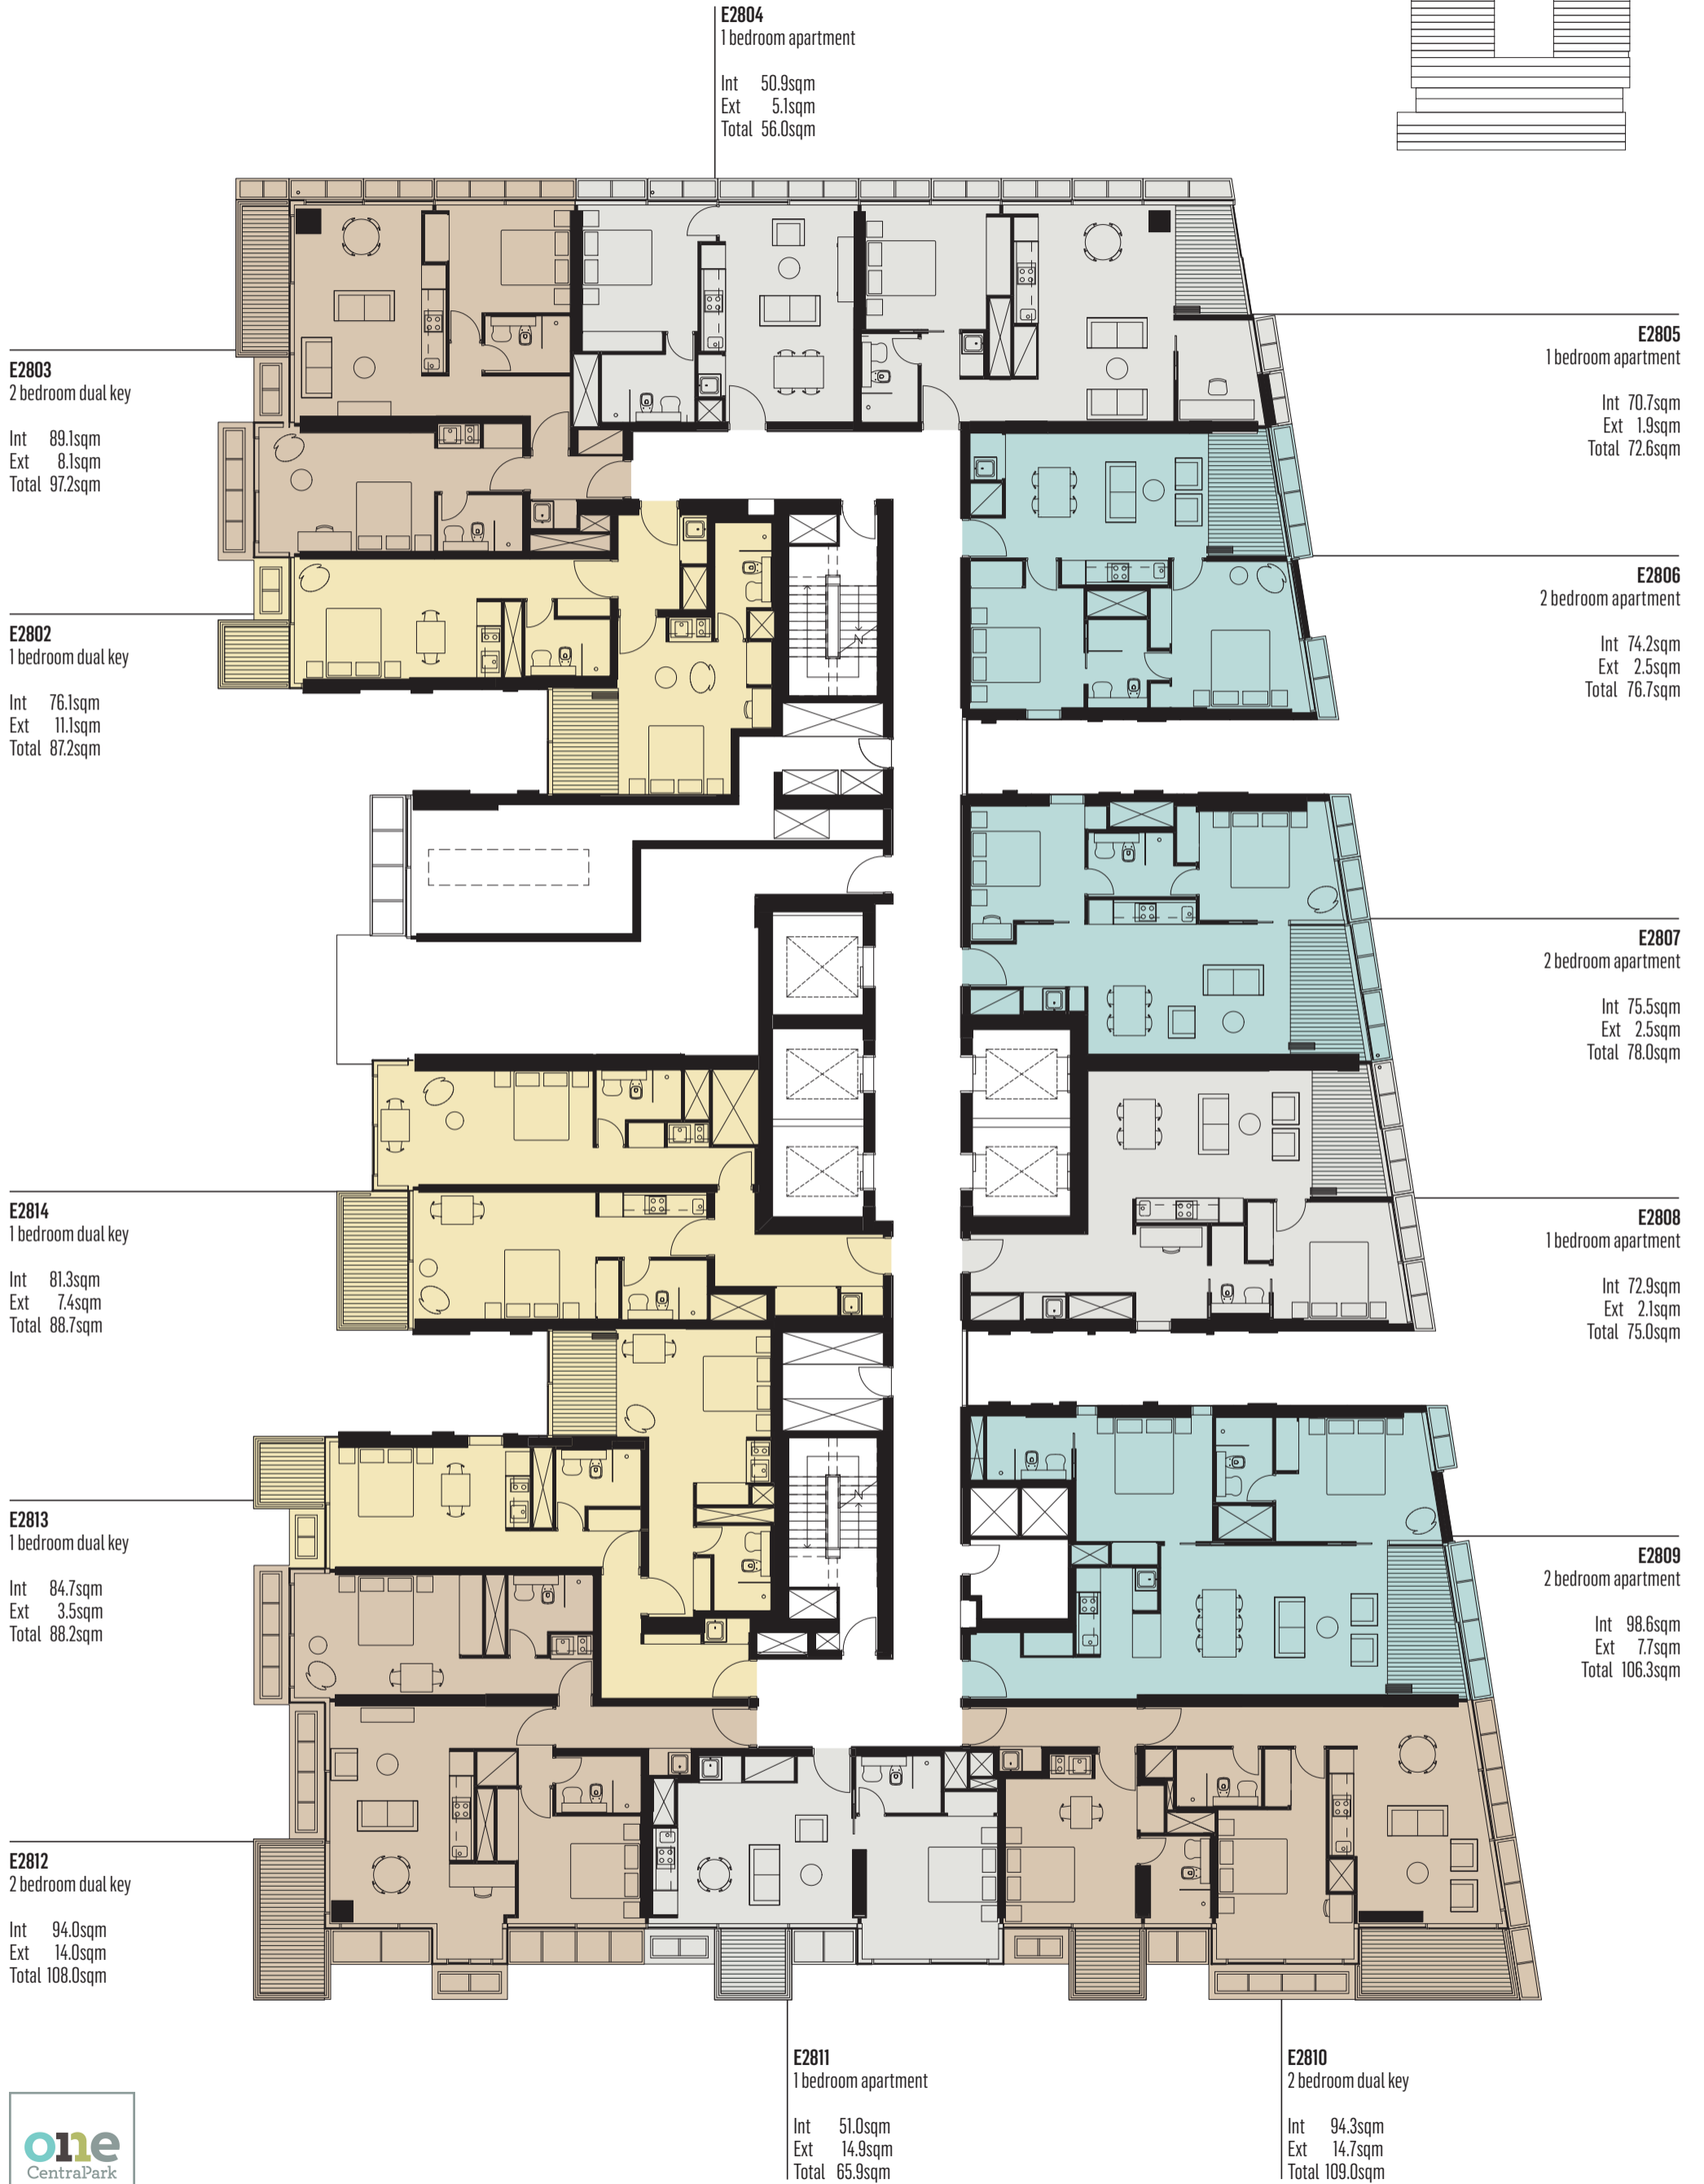 E2804
1 bedroom apartment
Int 50.9sqm
Ext 5.1sqm
Total 56.0sqm
E2803
2 bedroom dual key
Int 89.1sqm
Ext 8.1sqm
Total 97.2sqm
E2805
1 bedroom apartment
Int 70.7sqm
Ext 1.9sqm
Total 72.6sqm
E2802
1 bedroom dual key
Int 76.1sqm
Ext 11.1sqm
Total 87.2sqm
E2806
2 bedroom apartment
Int 74.2sqm
Ext 2.5sqm
Total 76.7sqm
E2807
2 bedroom apartment
Int 75.5sqm
Ext 2.5sqm
Total 78.0sqm
E2814
1 bedroom dual key
Int 81.3sqm
Ext 7.4sqm
Total 88.7sqm
E2808
1 bedroom apartment
Int 72.9sqm
Ext 2.1sqm
Total 75.0sqm
E2813
1 bedroom dual key
Int 84.7sqm
Ext 3.5sqm
Total 88.2sqm
E2809
2 bedroom apartment
Int 98.6sqm
Ext 7.7sqm
Total 106.3sqm
E2812
2 bedroom dual key
Int 94.0sqm
Ext 14.0sqm
Total 108.0sqm
E2811
1 bedroom apartment
Int 51.0sqm
Ext 14.9sqm
Total 65.9sqm
E2810
2 bedroom dual key
Int 94.3sqm
Ext 14.7sqm
Total 109.0sqm
one
CentraPark